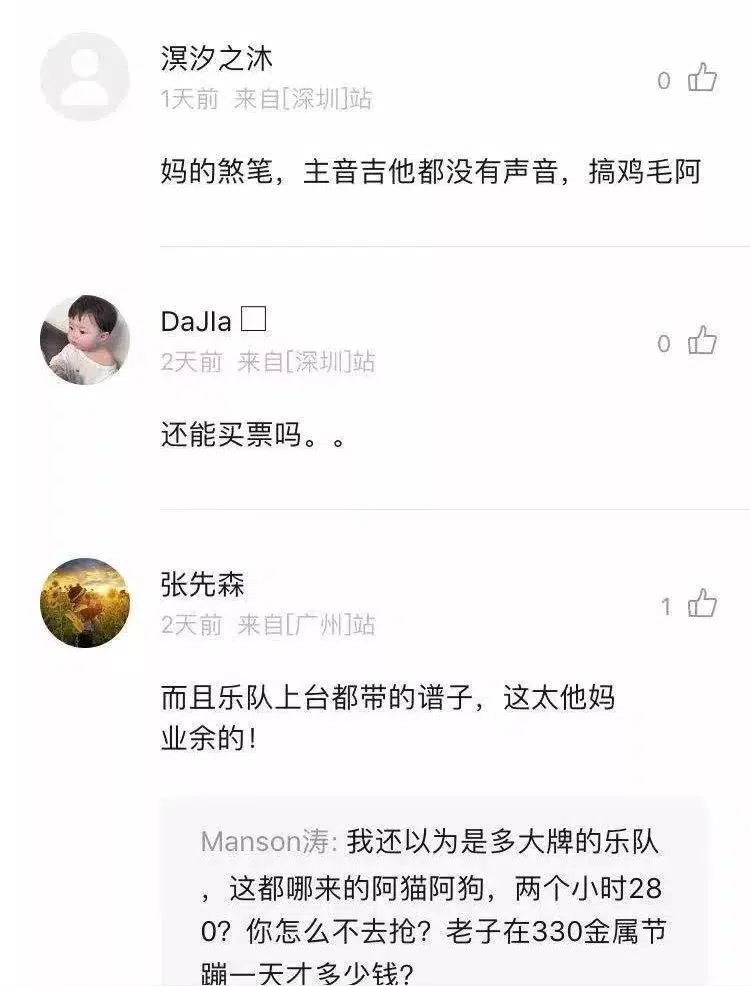 溟汐之沐
1天前 来自[深圳]站
0
妈的煞笔，主音吉他都没有声音，搞鸡毛阿
DaJIa □
2天前 来自[深圳]站
0
还能买票吗。。
张先森
2天前 来自[广州]站
1
而且乐队上台都带的谱子，这太他妈
业余的！
Manson涛: 我还以为是多大牌的乐队
，这都哪来的阿猫阿狗，两个小时28
0？你怎么不去抢？老子在330金属节
蹦一天才多少钱？